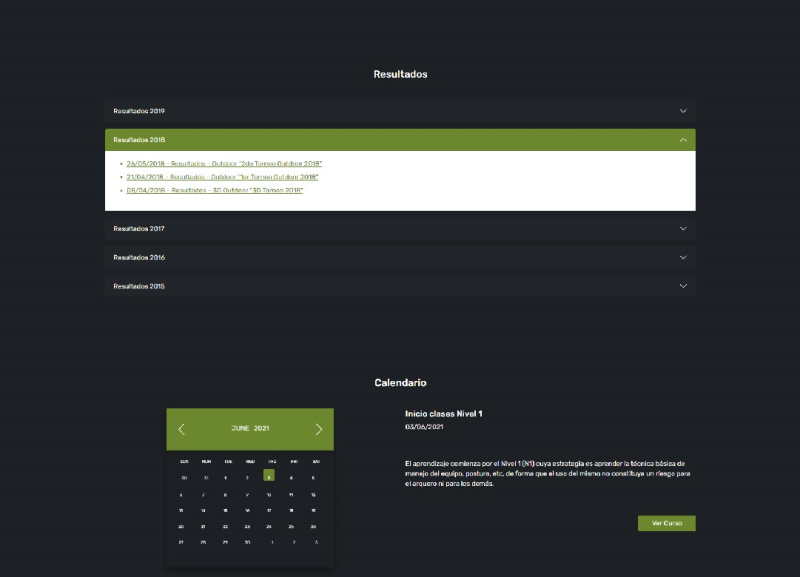 Resultados
Resultados 2019
Resultados 2018
26/05/2018 - Resultados - Outdoor "2do Torneo Outdoor 2018"
21/04/2018 - Resultados - Outdoor "1er Torneo Outdoor 2018"
08/04/2018 - Resultados - 3D Outdoor "3D Torneo 2018"
Resultados 2017
Resultados 2016
Resultados 2015
Calendario
JUNE 2021
SUN MON TUE WED THU FRI SAT
30 31 1 2 3 4 5
6 7 8 9 10 11 12
13 14 15 16 17 18 19
20 21 22 23 24 25 26
27 28 29 30 1 2 3
Inicio clases Nivel 1
03/06/2021
El aprendizaje comienza por el Nivel 1 (N1) cuya estrategia es aprender la técnica básica de
manejo del equipo, postura, etc, de forma que el uso del mismo no constituya un riesgo para
el arquero ni para los demás.
Ver Curso